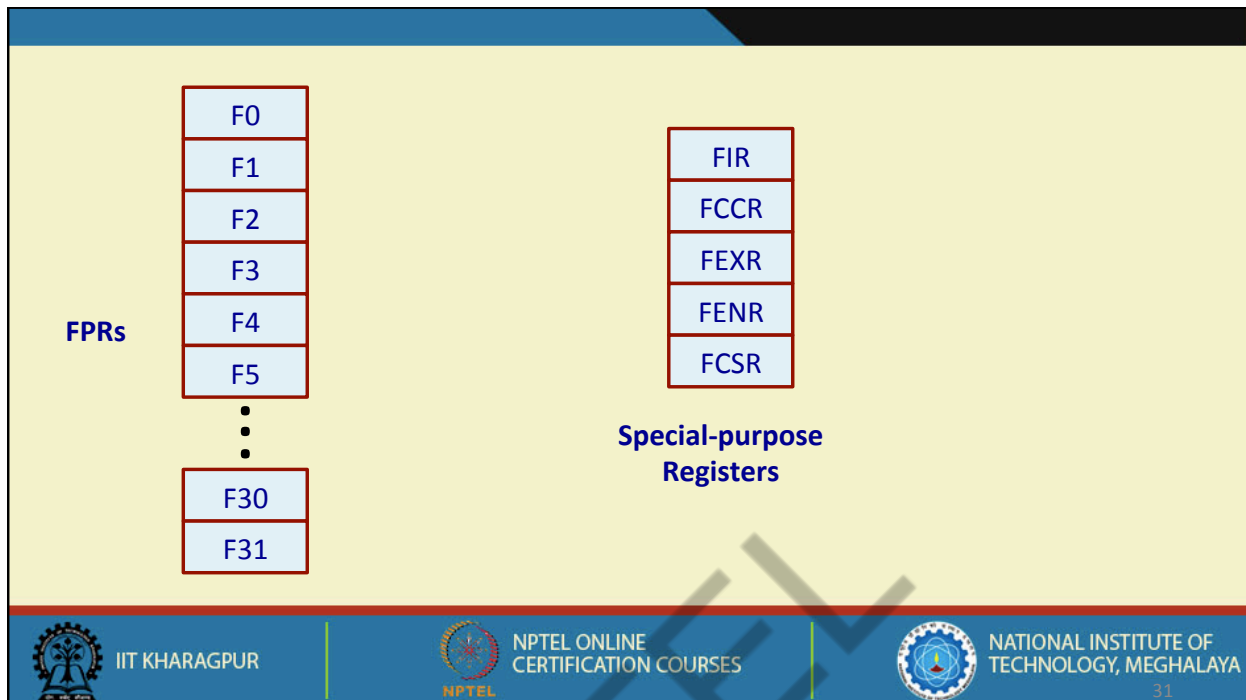 FPRs
F0
F1
F2
F3
F4
F5
F30
F31
FIR
FCCR
FEXR
FENR
FCSR
Special-purpose
Registers
IIT KHARAGPUR
NPTEL
NPTEL ONLINE
CERTIFICATION COURSES
NATIONAL INSTITUTE OF
TECHNOLOGY, MEGHALAYA
31